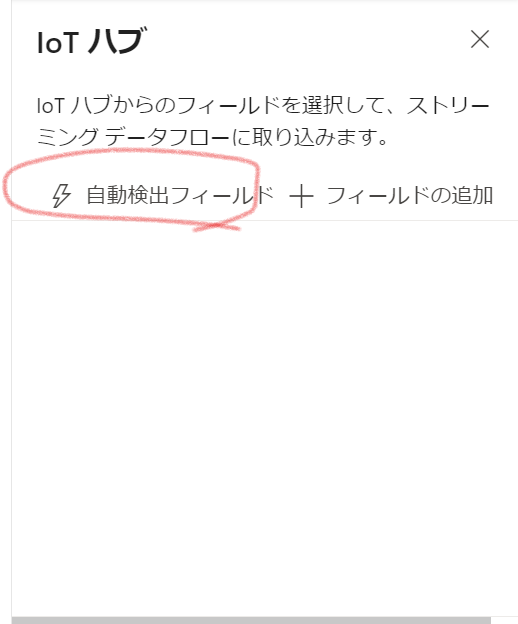 IoT ハブ
IoT ハブからのフィールドを選択して、ストリー
ミング データフローに取り込みます。
自動検出フィールド フィールドの追加